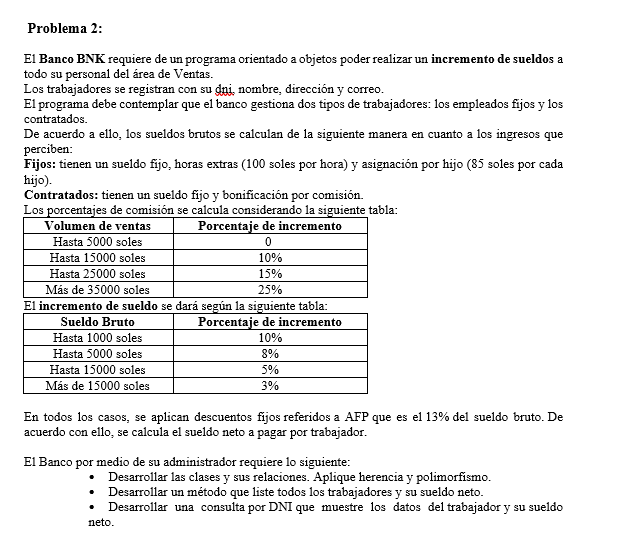 Problema 2:
El Banco BNK requiere de un programa orientado a objetos poder realizar un incremento de sueldos a
todo su personal del área de Ventas.
Los trabajadores se registran con su dni, nombre, dirección y correo.
El programa debe contemplar que el banco gestiona dos tipos de trabajadores: los empleados fijos y los
contratados.
De acuerdo a ello, los sueldos brutos se calculan de la siguiente manera en cuanto a los ingresos que
perciben:
Fijos: tienen un sueldo fijo, horas extras (100 soles por hora) y asignación por hijo (85 soles por cada
hijo).
Contratados: tienen un sueldo fijo y bonificación por comisión.
Los porcentajes de comisión se calcula considerando la siguiente tabla:
Volumen de ventas Porcentaje de incremento
Hasta 5000 soles 0
Hasta 15000 soles 10%
Hasta 25000 soles 15%
Más de 35000 soles 25%
El incremento de sueldo se dará según la siguiente tabla:
Sueldo Bruto Porcentaje de incremento
Hasta 1000 soles 10%
Hasta 5000 soles 8%
Hasta 15000 soles 5%
Más de 15000 soles 3%
En todos los casos, se aplican descuentos fijos referidos a AFP que es el 13% del sueldo bruto. De
acuerdo con ello, se calcula el sueldo neto a pagar por trabajador.
El Banco por medio de su administrador requiere lo siguiente:
• Desarrollar las clases y sus relaciones. Aplique herencia y polimorfismo.
• Desarrollar un método que liste todos los trabajadores y su sueldo neto.
• Desarrollar una consulta por DNI que muestre los datos del trabajador y su sueldo
neto.